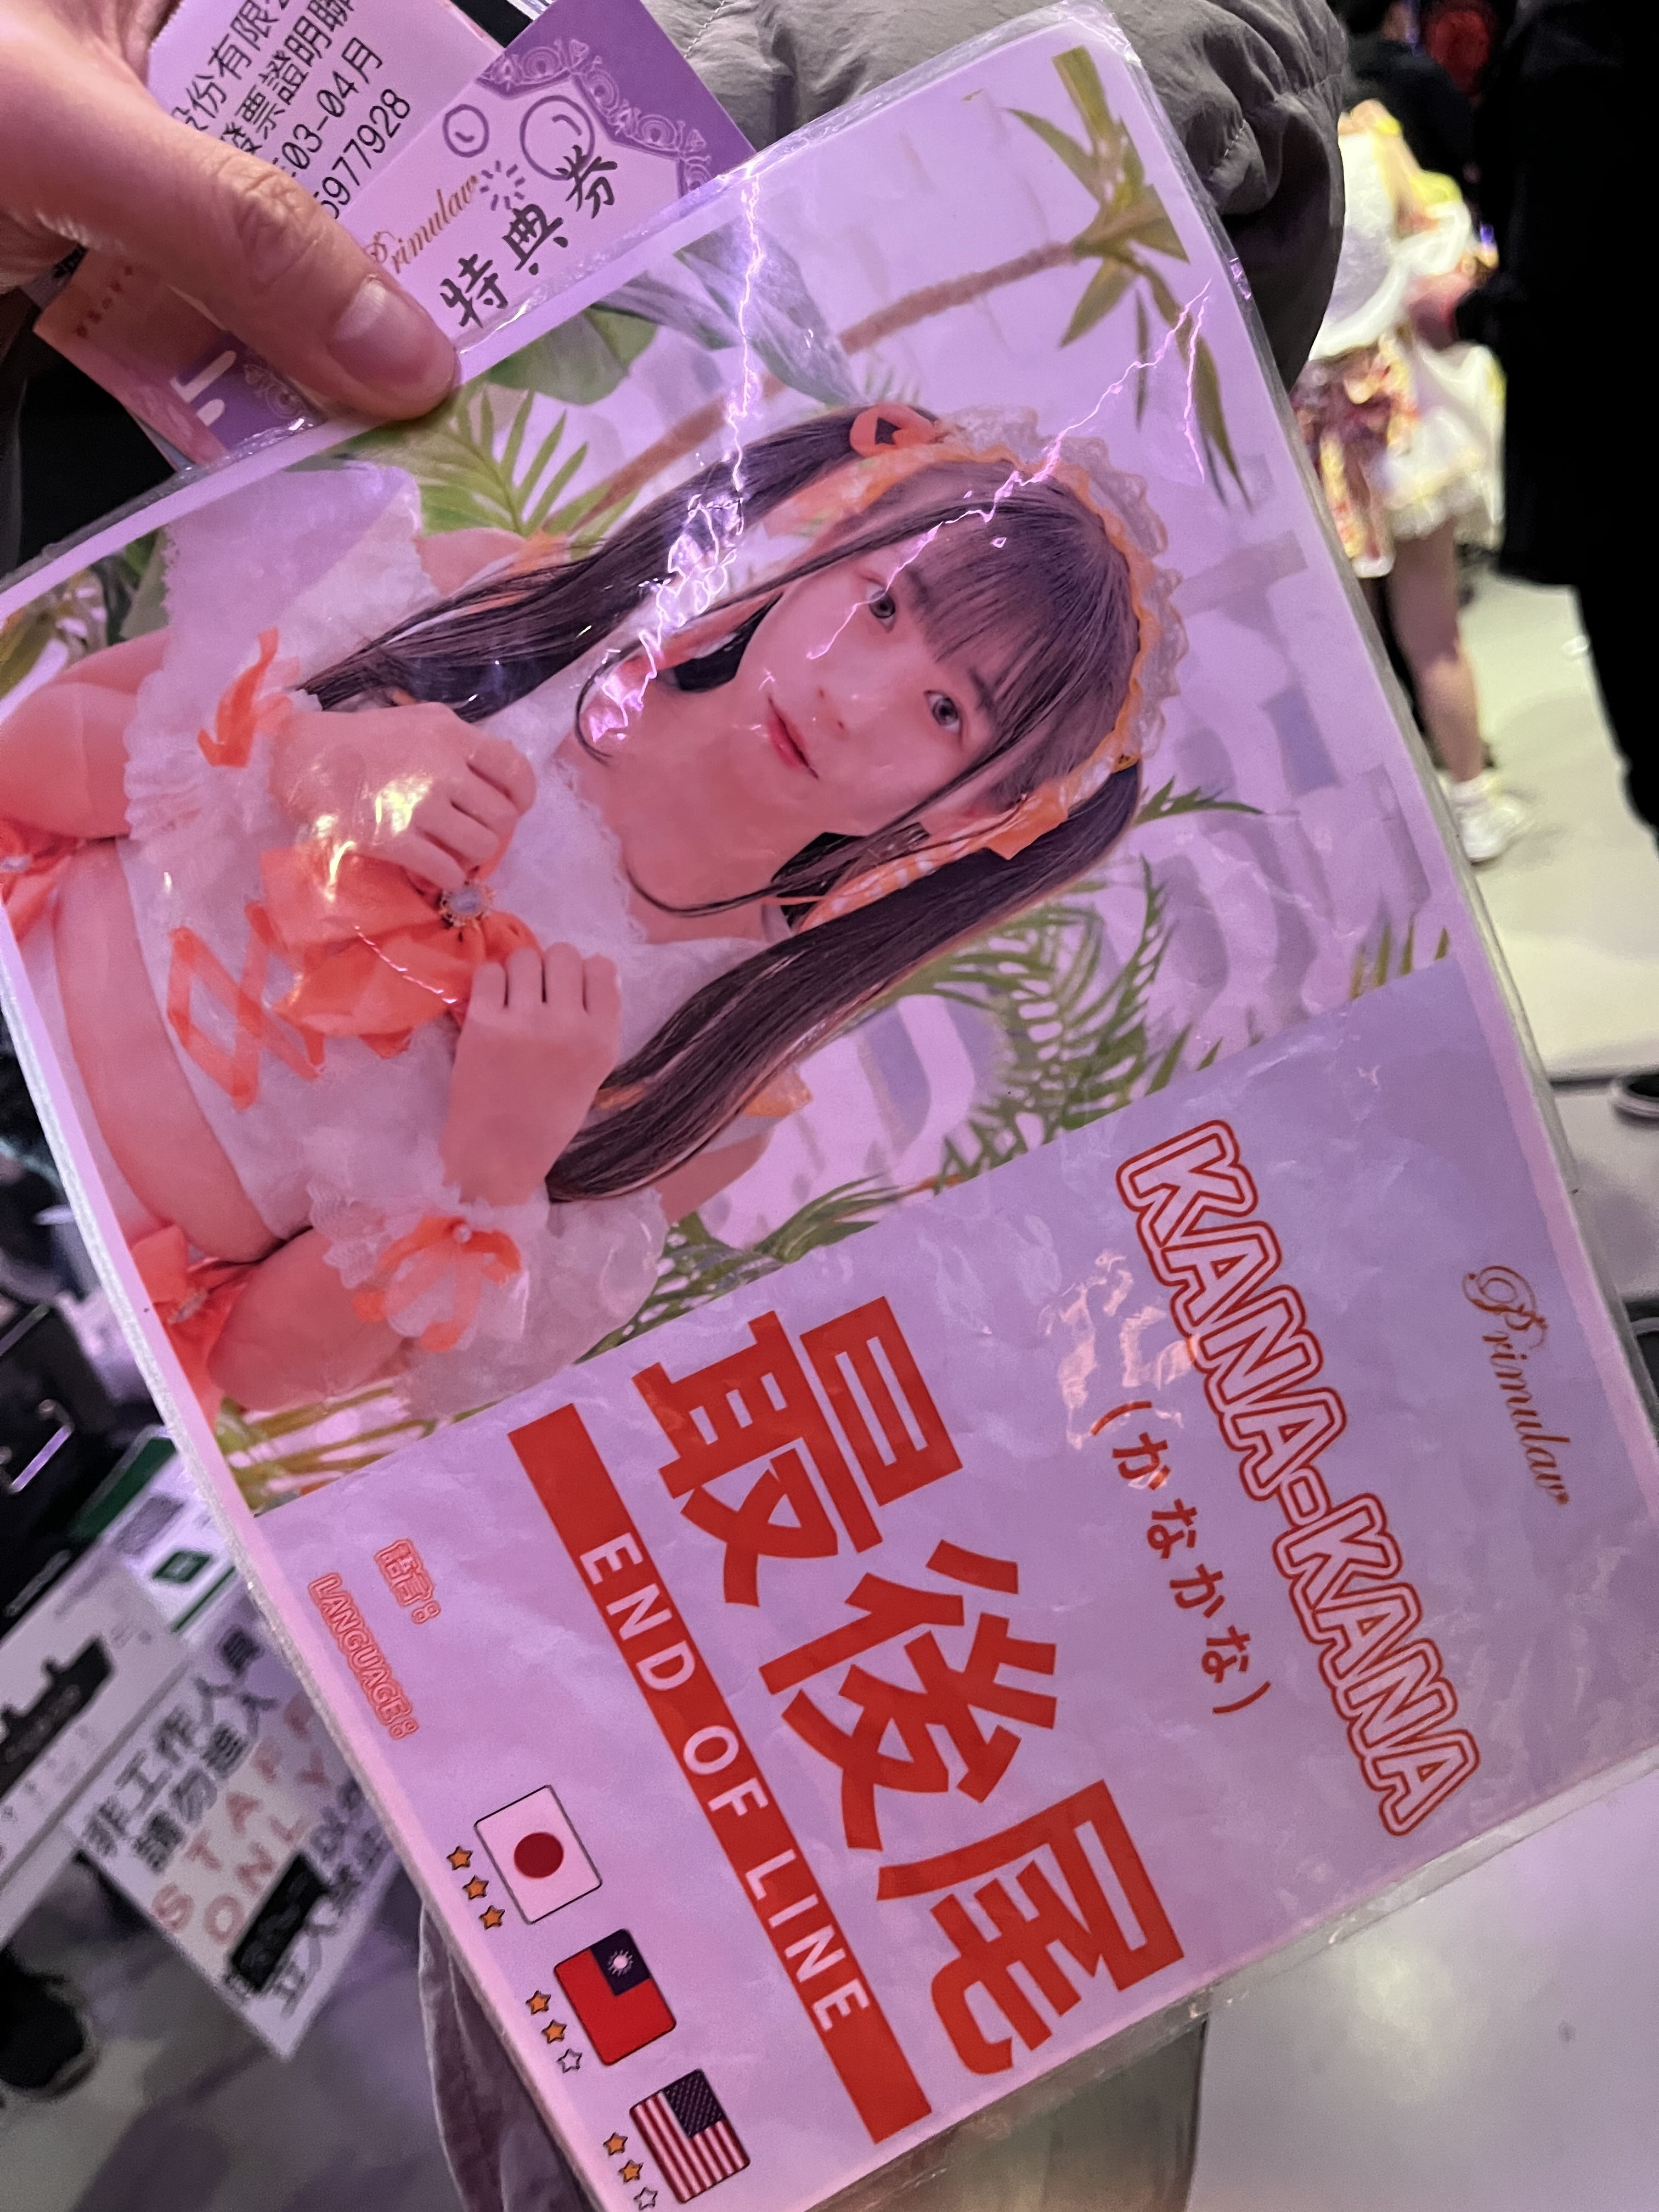 股份有限
發票證明聯
03-04月
5977928
Primulav
特典券
Primulav
KANA-KANA
(かなかな)
最後尾
END OF LINE
語言:
LANGUAGE:
非工作人員
請勿進入
STAFF
ONLY